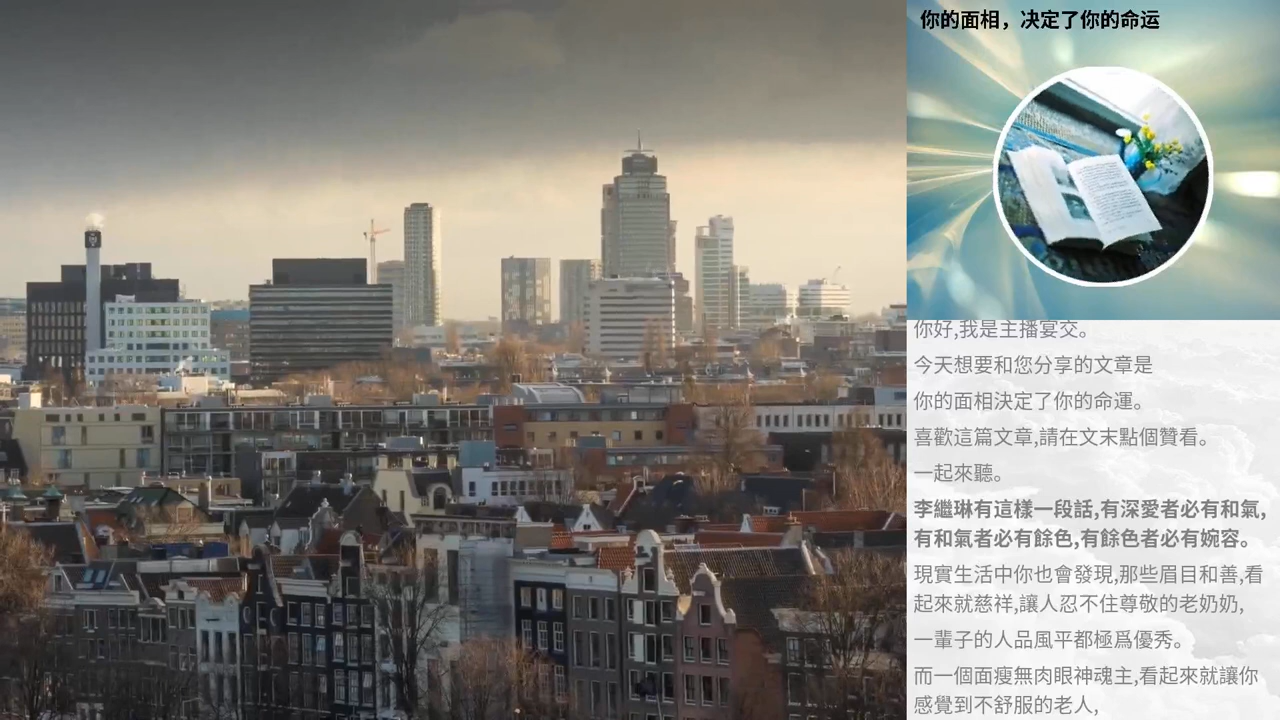 你的面相，决定了你的命运
你好,我是主播宴交。
今天想要和您分享的文章是
你的面相決定了你的命運。
喜歡這篇文章,請在文末點個贊看。
一起來聽。
李繼琳有這樣一段話,有深愛者必有和氣,
有和氣者必有餘色,有餘色者必有婉容。
現實生活中你也會發現,那些眉目和善,看
起來就慈祥,讓人忍不住尊敬的老奶奶,
一輩子的人品風平都極爲優秀。
而一個面瘦無肉眼神魂主,看起來就讓你
感覺到不舒服的老人,